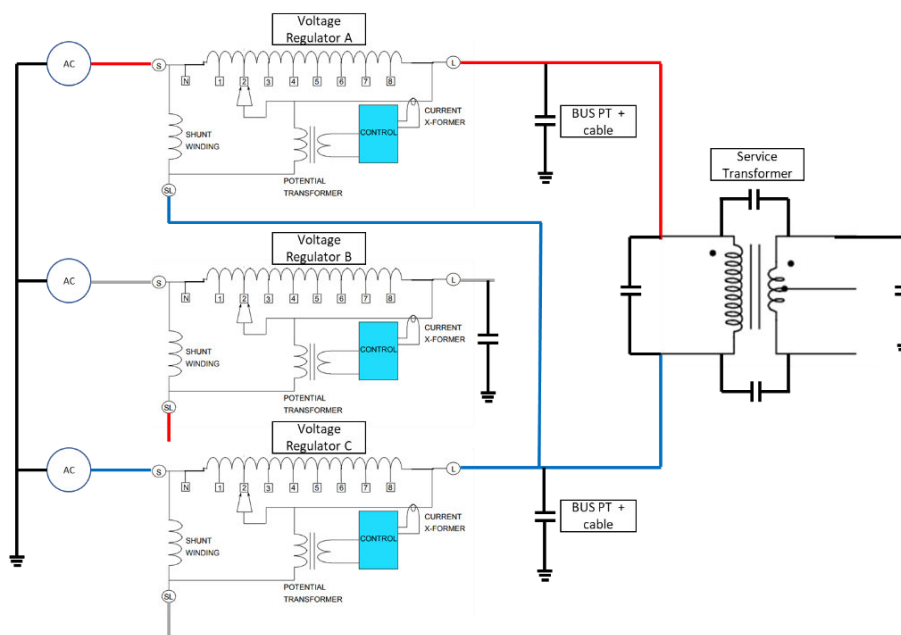 Voltage
Regulator A
AC
S
L
N
1
2
3
4
5
6
7
8
SHUNT
WINDING
CONTROL
CURRENT
X-FORMER
POTENTIAL
TRANSFORMER
SL
BUS PT +
cable
Service
Transformer
Voltage
Regulator B
AC
S
L
N
1
2
3
4
5
6
7
8
SHUNT
WINDING
CONTROL
CURRENT
X-FORMER
POTENTIAL
TRANSFORMER
SL
Voltage
Regulator C
AC
S
L
N
1
2
3
4
5
6
7
8
SHUNT
WINDING
CONTROL
CURRENT
X-FORMER
POTENTIAL
TRANSFORMER
SL
BUS PT +
cable